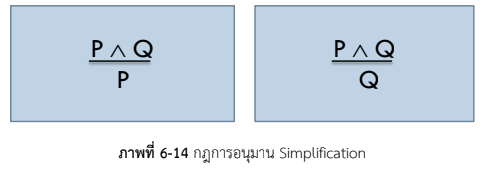 P ∧ Q
P
P ∧ Q
Q
ภาพที่ 6-14 กฎการอนุมาน Simplification